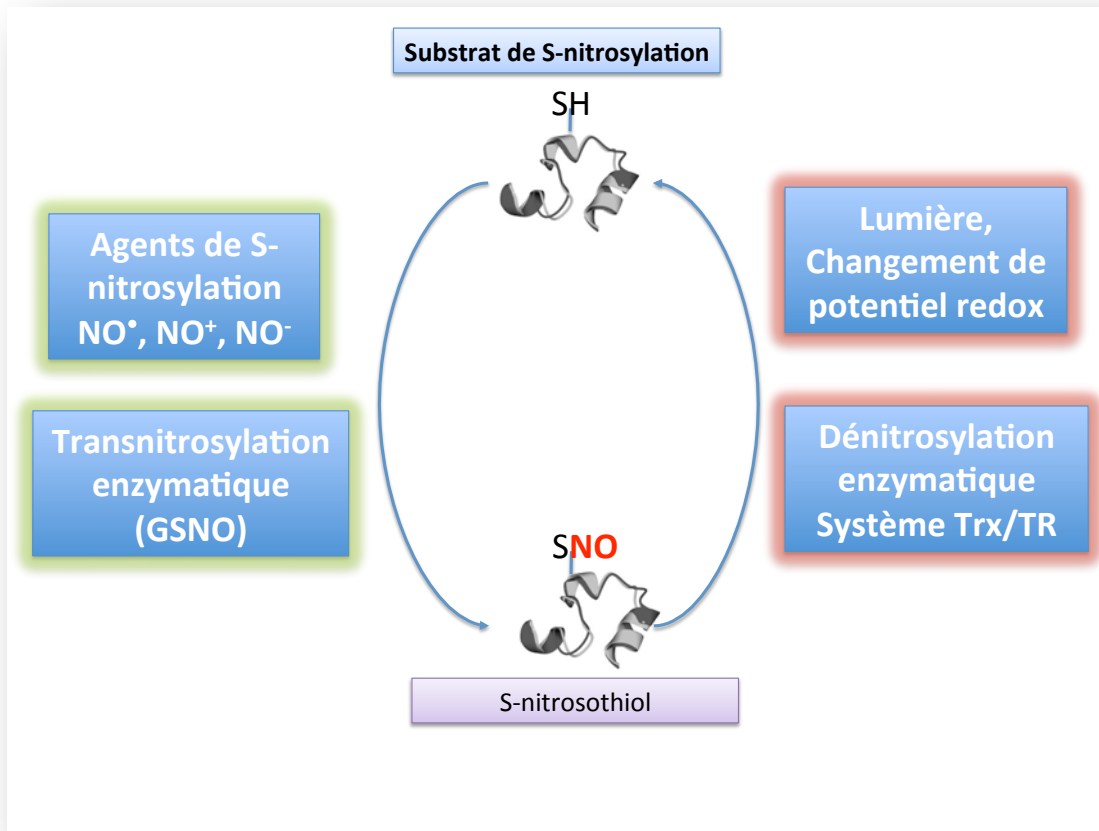 Substrat de S-nitrosylation
SH
Agents de S-
nitrosylation
NO•, NO⁺, NO⁻
Transnitrosylation
enzymatique
(GSNO)
Lumière,
Changement de
potentiel redox
Dénitrosylation
enzymatique
Système Trx/TR
SNO
S-nitrosothiol